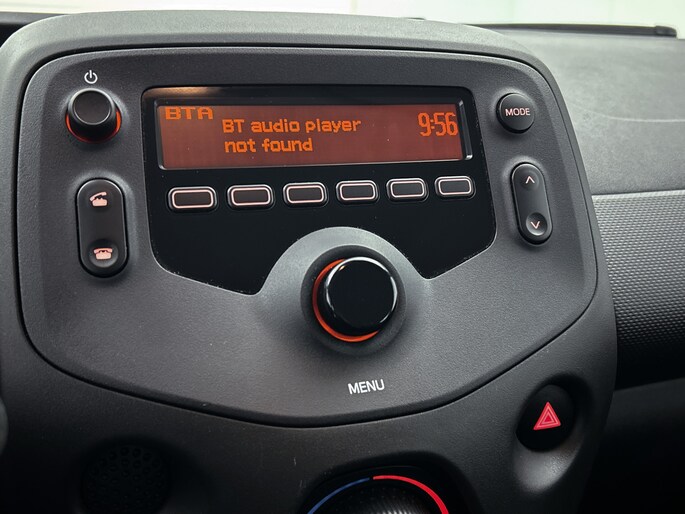 BTA
BT audio player
not found
9:56
MODE
MENU